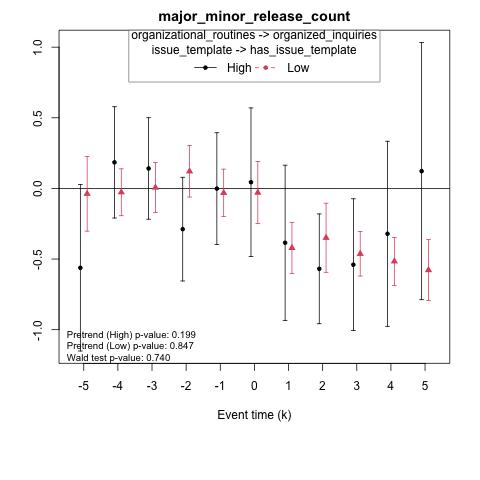 major_minor_release_count
organizational_routines -> organized_inquiries
issue_template -> has_issue_template
High
Low
1.0
0.5
0.0
-0.5
-1.0
Pretrend (High) p-value: 0.199
Pretrend (Low) p-value: 0.847
Wald test p-value: 0.740
-5 -4 -3 -2 -1 0 1 2 3 4 5
Event time (k)